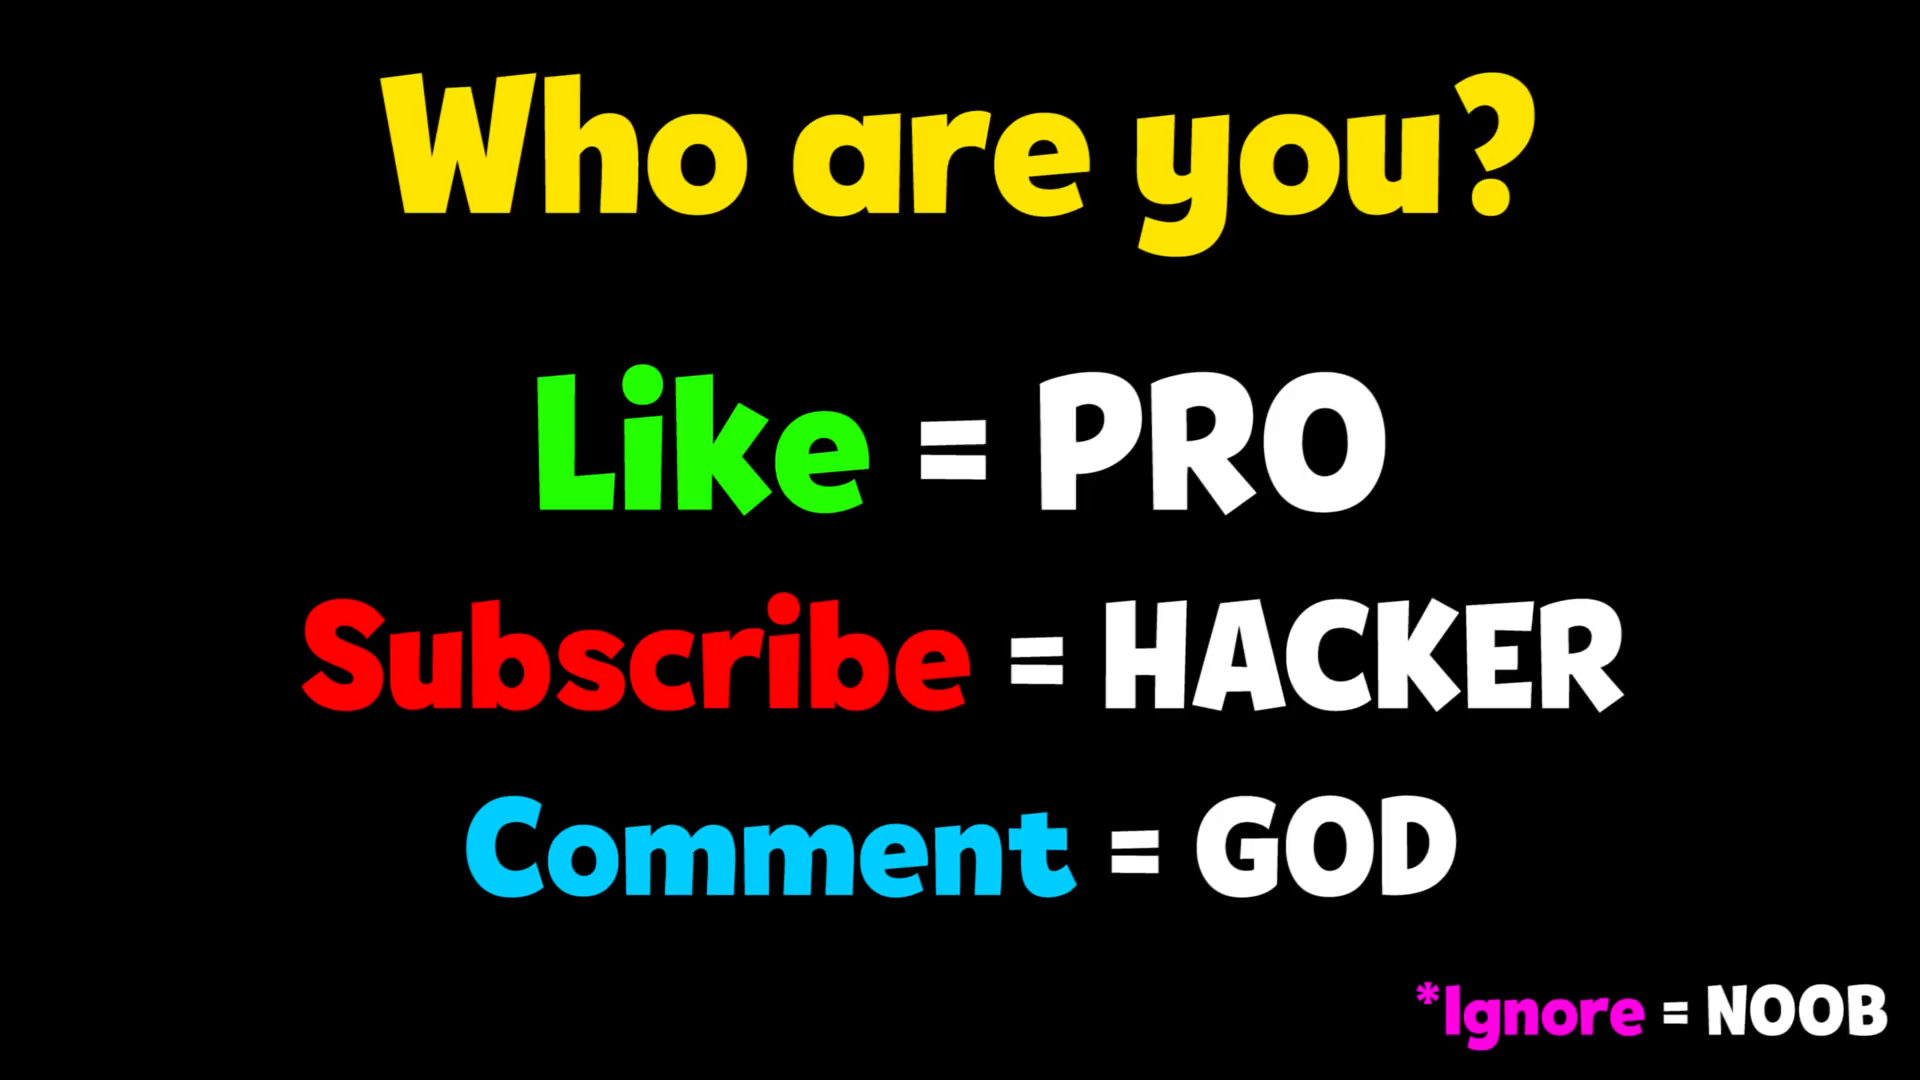 Who are you?
Like = PRO
Subscribe = HACKER
Comment = GOD
*Ignore = NOOB